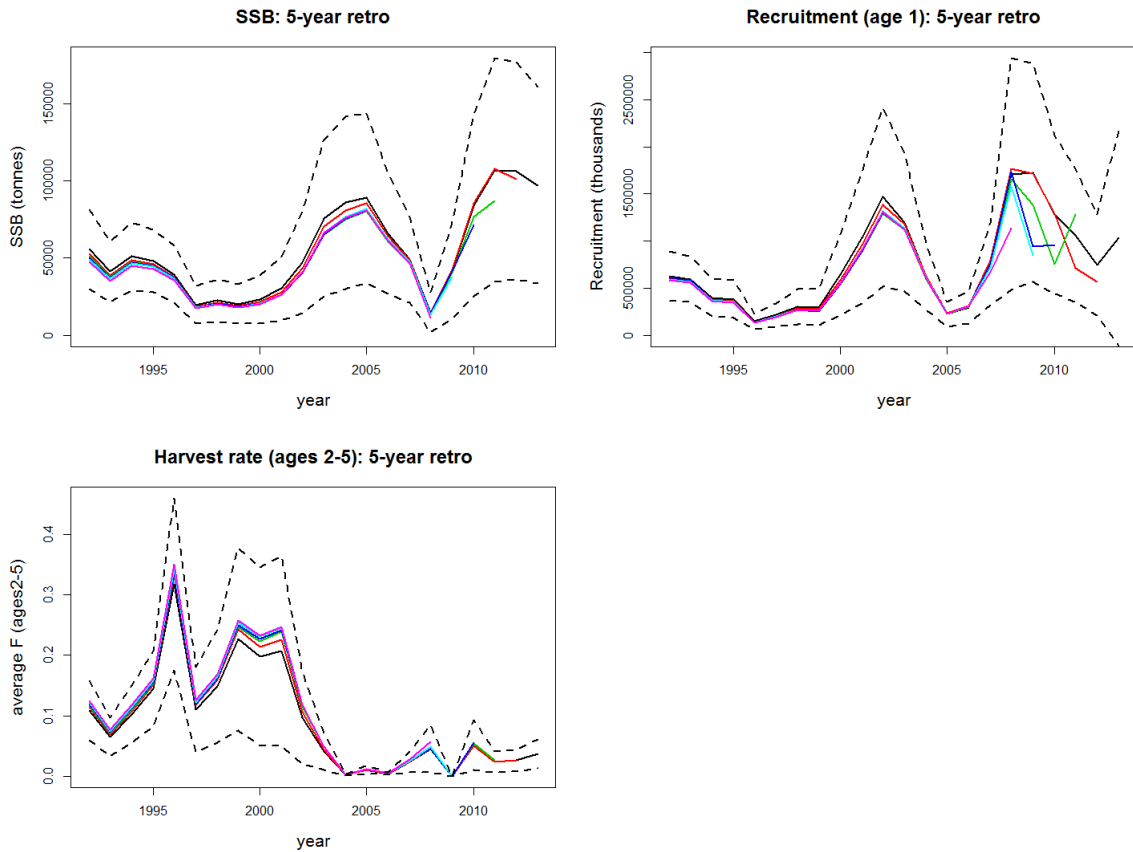 SSB: 5-year retro
SSB (tonnes)
150000
100000
50000
0
1995
2000
2005
2010
year
Recruitment (age 1): 5-year retro
Recruitment (thousands)
2500000
1500000
500000
0
1995
2000
2005
2010
year
Harvest rate (ages 2-5): 5-year retro
average F (ages2-5)
0.4
0.3
0.2
0.1
0.0
1995
2000
2005
2010
year